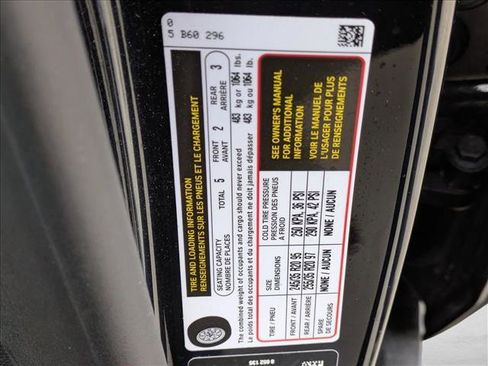 0
5 B60 296
TIRE AND LOADING INFORMATION
RENSEIGNEMENTS SUR LES PNEUS ET LE CHARGEMENT
SEATING CAPACITY
NOMBRE DE PLACES
TOTAL 5
FRONT
AVANT 2
REAR
ARRIÈRE 3
The combined weight of occupants and cargo should never exceed 483 kg or 1064 lbs.
Le poids total des occupants et du chargement ne doit jamais dépasser 483 kg ou 1064 lb.
TIRE / PNEU
SIZE
DIMENSIONS
COLD TIRE PRESSURE
PRESSION DES PNEUS
A FROID
FRONT / AVANT
245/35 R20 95
250 KPA, 36 PSI
REAR / ARRIÈRE
255/35 R20 97
290 KPA, 42 PSI
SPARE
DE SECOURS
NONE / AUCUN
NONE / AUCUN
SEE OWNER'S MANUAL
FOR ADDITIONAL
INFORMATION
VOIR LE MANUEL DE
L'USAGER POUR PLUS
DE RENSEIGNEMENTS